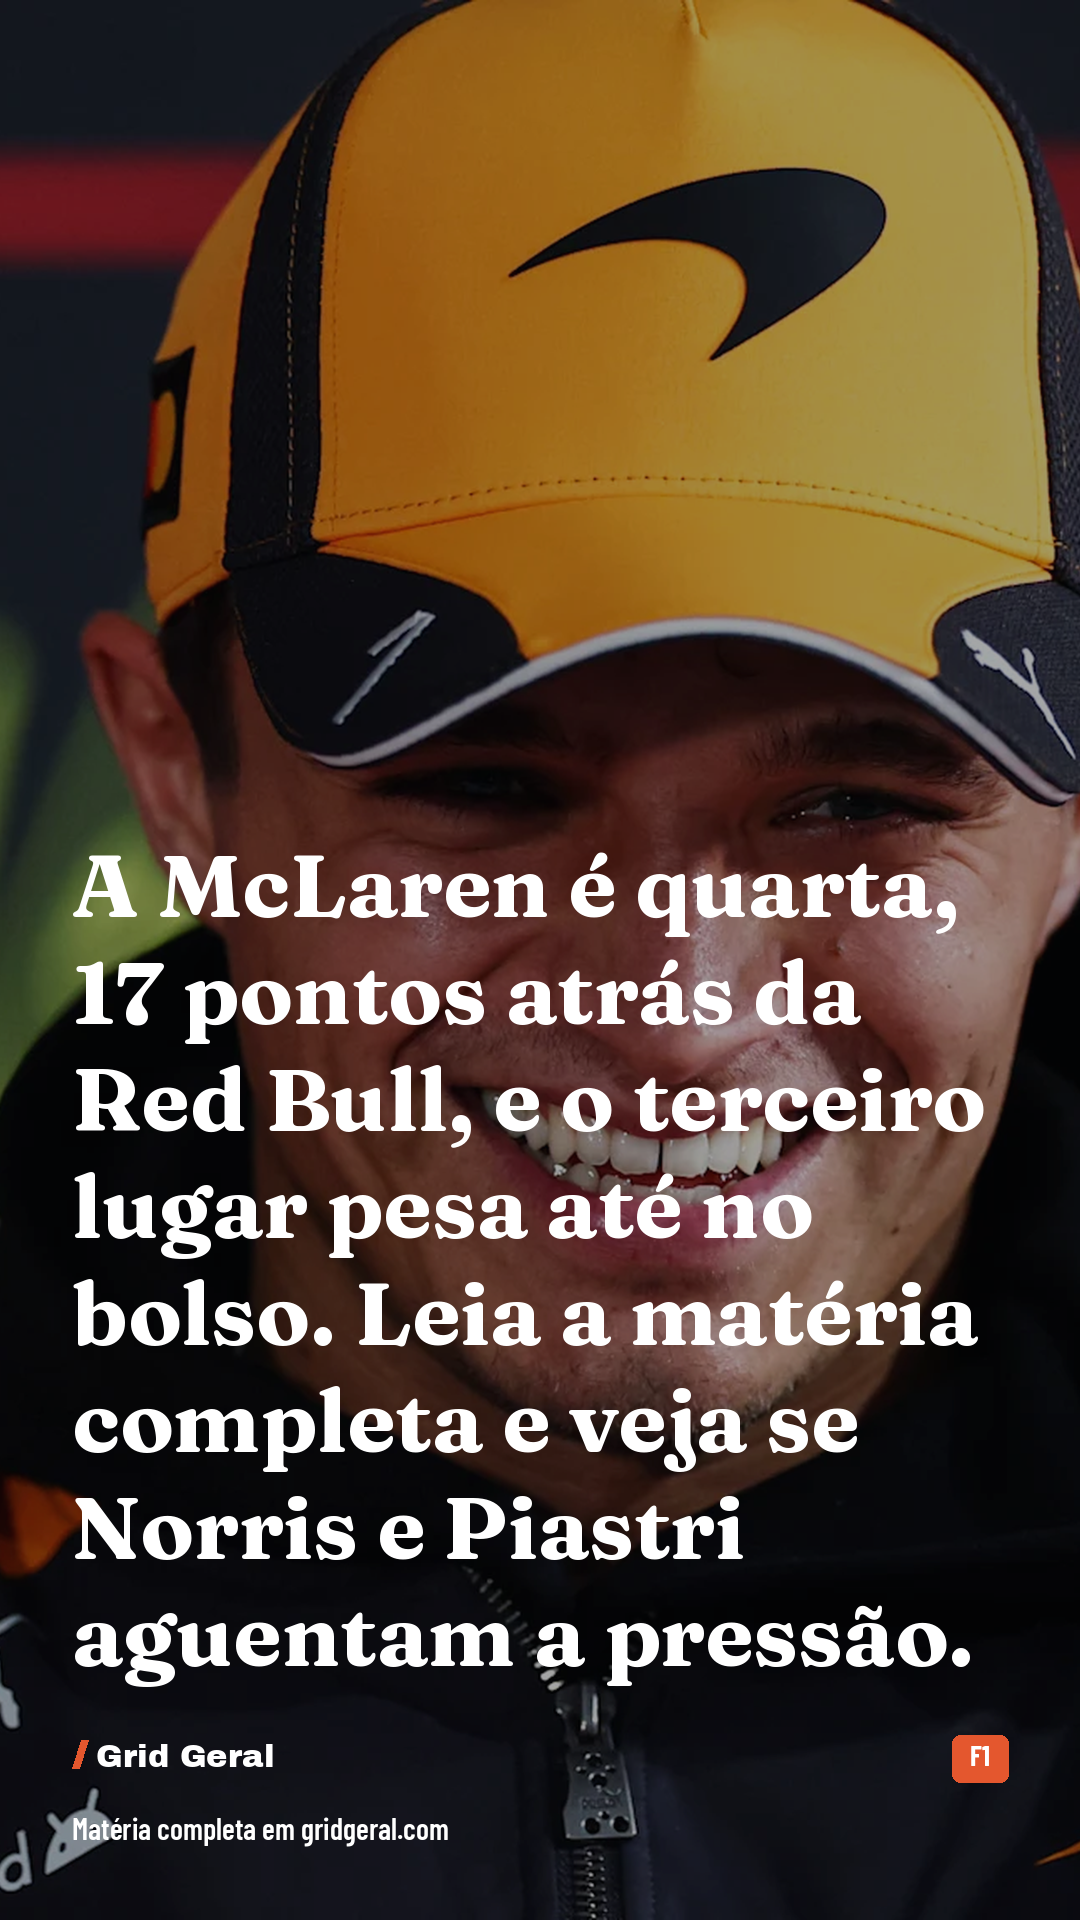 A McLaren é quarta,
17 pontos atrás da
Red Bull, e o terceiro
lugar pesa até no
bolso. Leia a matéria
completa e veja se
Norris e Piastri
aguentam a pressão.
/ Grid Geral
F1
Matéria completa em gridgeral.com
d
1